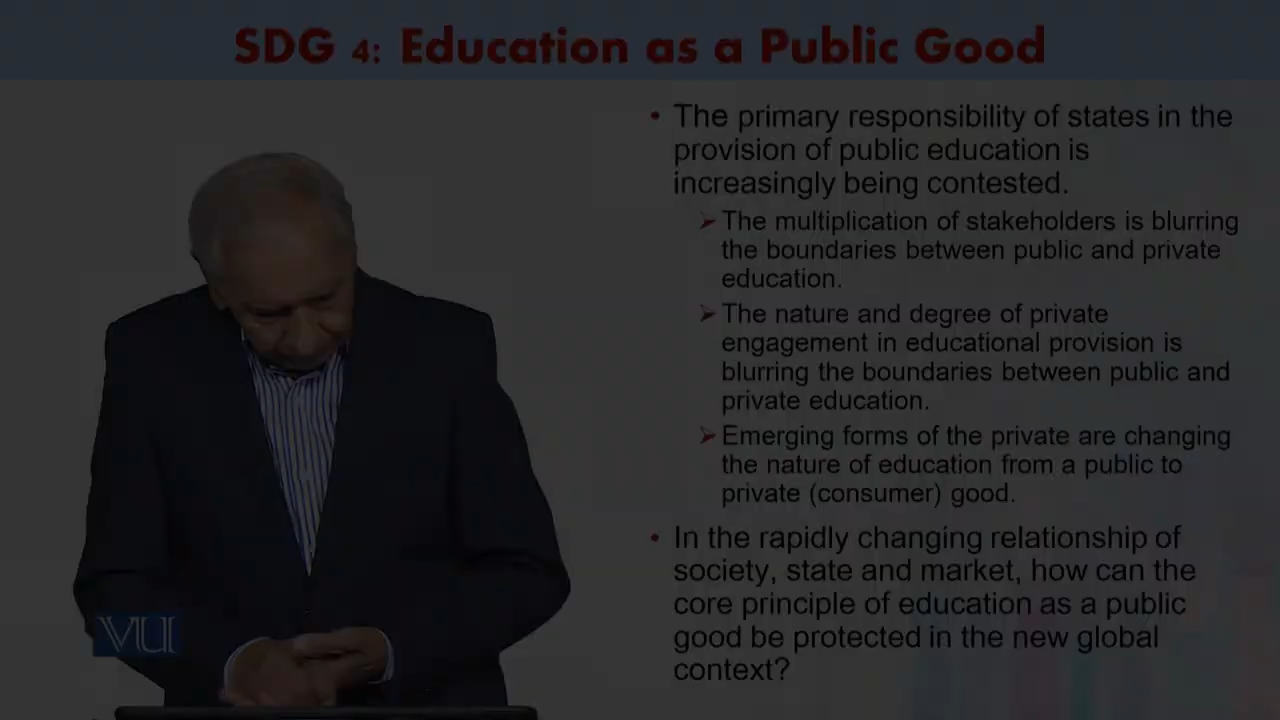 SDG 4: Education as a Public Good
• The primary responsibility of states in the
provision of public education is
increasingly being contested.
➢ The multiplication of stakeholders is blurring
the boundaries between public and private
education.
➢ The nature and degree of private
engagement in educational provision is
blurring the boundaries between public and
private education.
➢ Emerging forms of the private are changing
the nature of education from a public to
private (consumer) good.
• In the rapidly changing relationship of
society, state and market, how can the
core principle of education as a public
good be protected in the new global
context?
VU